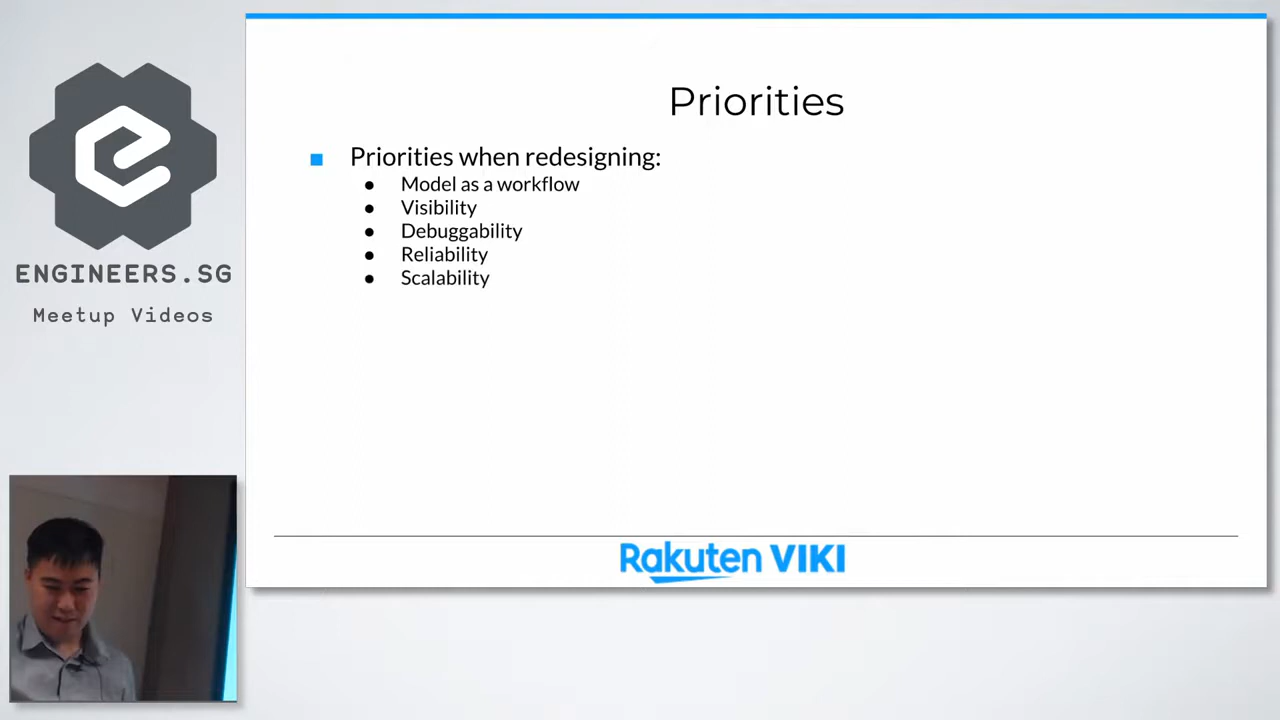 ENGINEERS.SG
Meetup Videos
Priorities
Priorities when redesigning:
Model as a workflow
Visibility
Debuggability
Reliability
Scalability
Rakuten VIKI